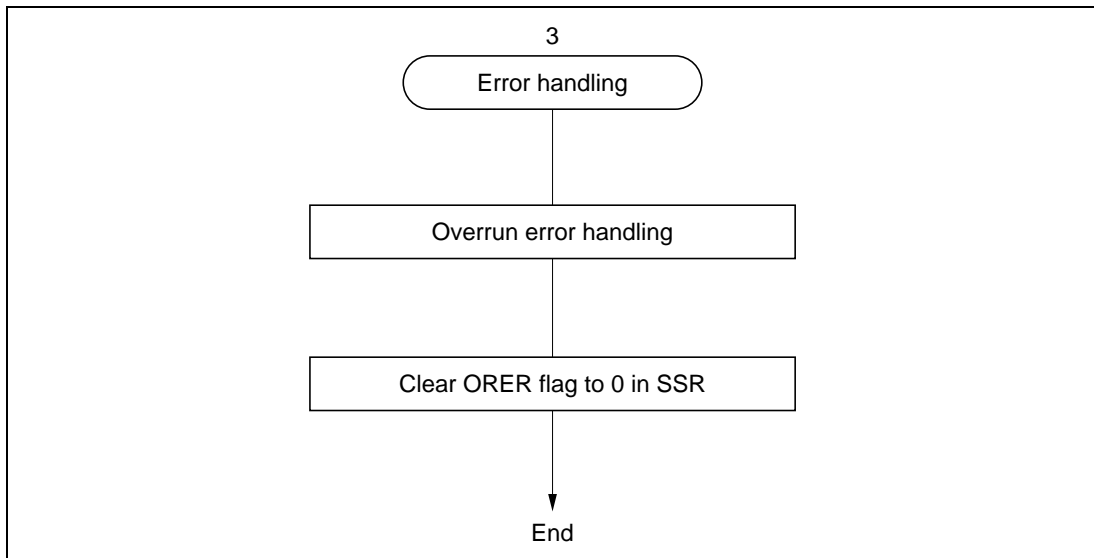 3
Error handling
Overrun error handling
Clear ORER flag to 0 in SSR
End